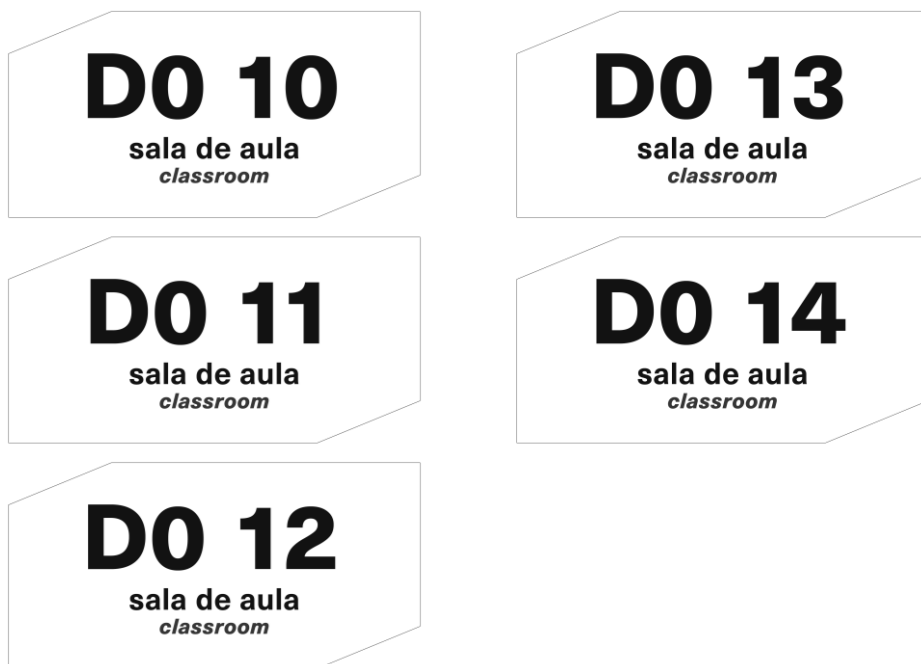 D0 10
sala de aula
classroom
D0 11
sala de aula
classroom
D0 12
sala de aula
classroom
D0 13
sala de aula
classroom
D0 14
sala de aula
classroom